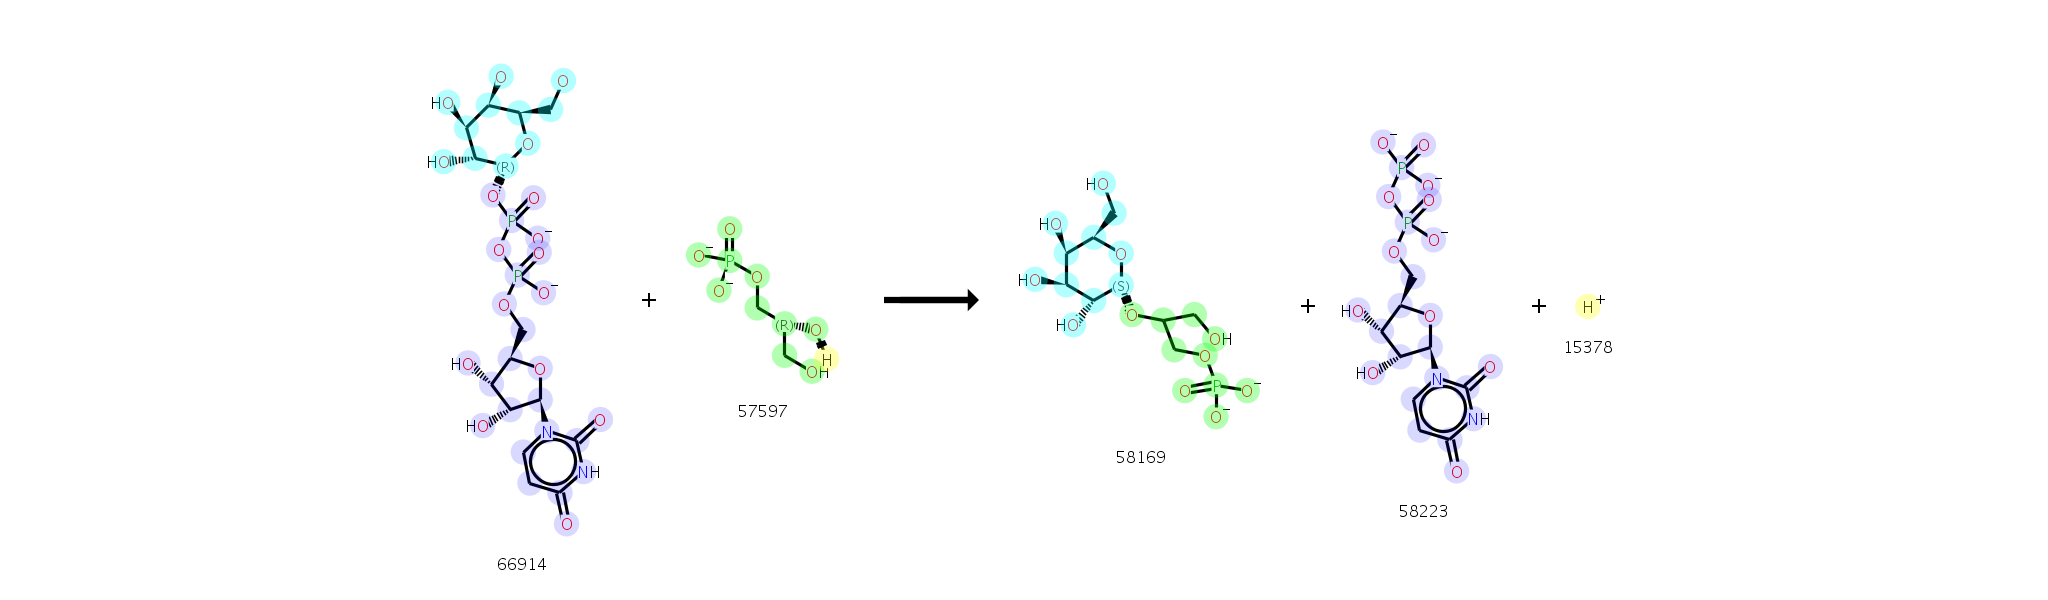 O O
HO
O
HO (R)
O O
P
O O⁻
O
P
O O⁻
HO O
HO
N O
NH
O
66914
+
O
O⁻ P
O⁻ O
(R) O
H
OH
57597
HO
HO O
HO (S)
HO O
OH
O
O P O⁻
O⁻
58169
+
O⁻ O
P
O O⁻
O
P
O O⁻
HO O
HO
N O
NH
O
58223
+
H⁺
15378